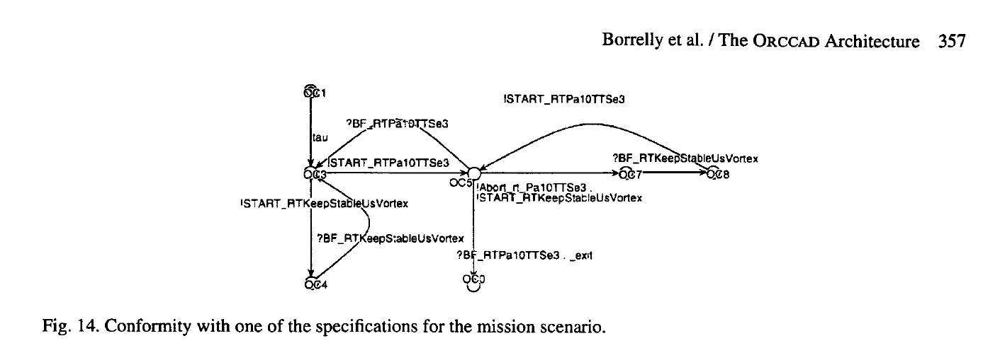 Borrelly et al. / The ORCCAD Architecture 357
OC1
!START_RTPa10TTSe3
?BF_RTPa10TTSe3
tau
?BF_RTKeepStableUsVortex
!START_RTPa10TTSe3
OC3
OC7
OC8
OC5
!Abort_rt_Pa10TTSe3 .
!START_RTKeepStableUsVortex
!START_RTKeepStableUsVortex
?BF_RTKeepStableUsVortex
?BF_RTPa10TTSe3 . _exit
OC4
OC0
Fig. 14. Conformity with one of the specifications for the mission scenario.